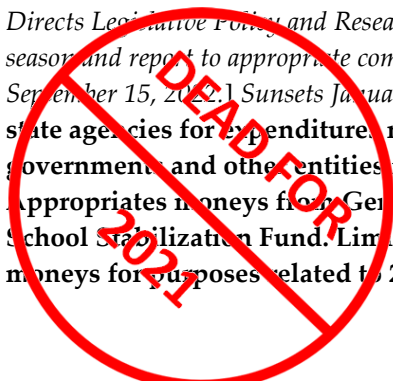 Directs Legislative Policy and Resea
season and report to appropriate com
September 15, 2022.] Sunsets Janua
state agencies for expenditures
governments and other entities
Appropriates moneys from Gen
School Stabilization Fund. Lim
moneys for purposes related to 2
DEAD FOR
2021